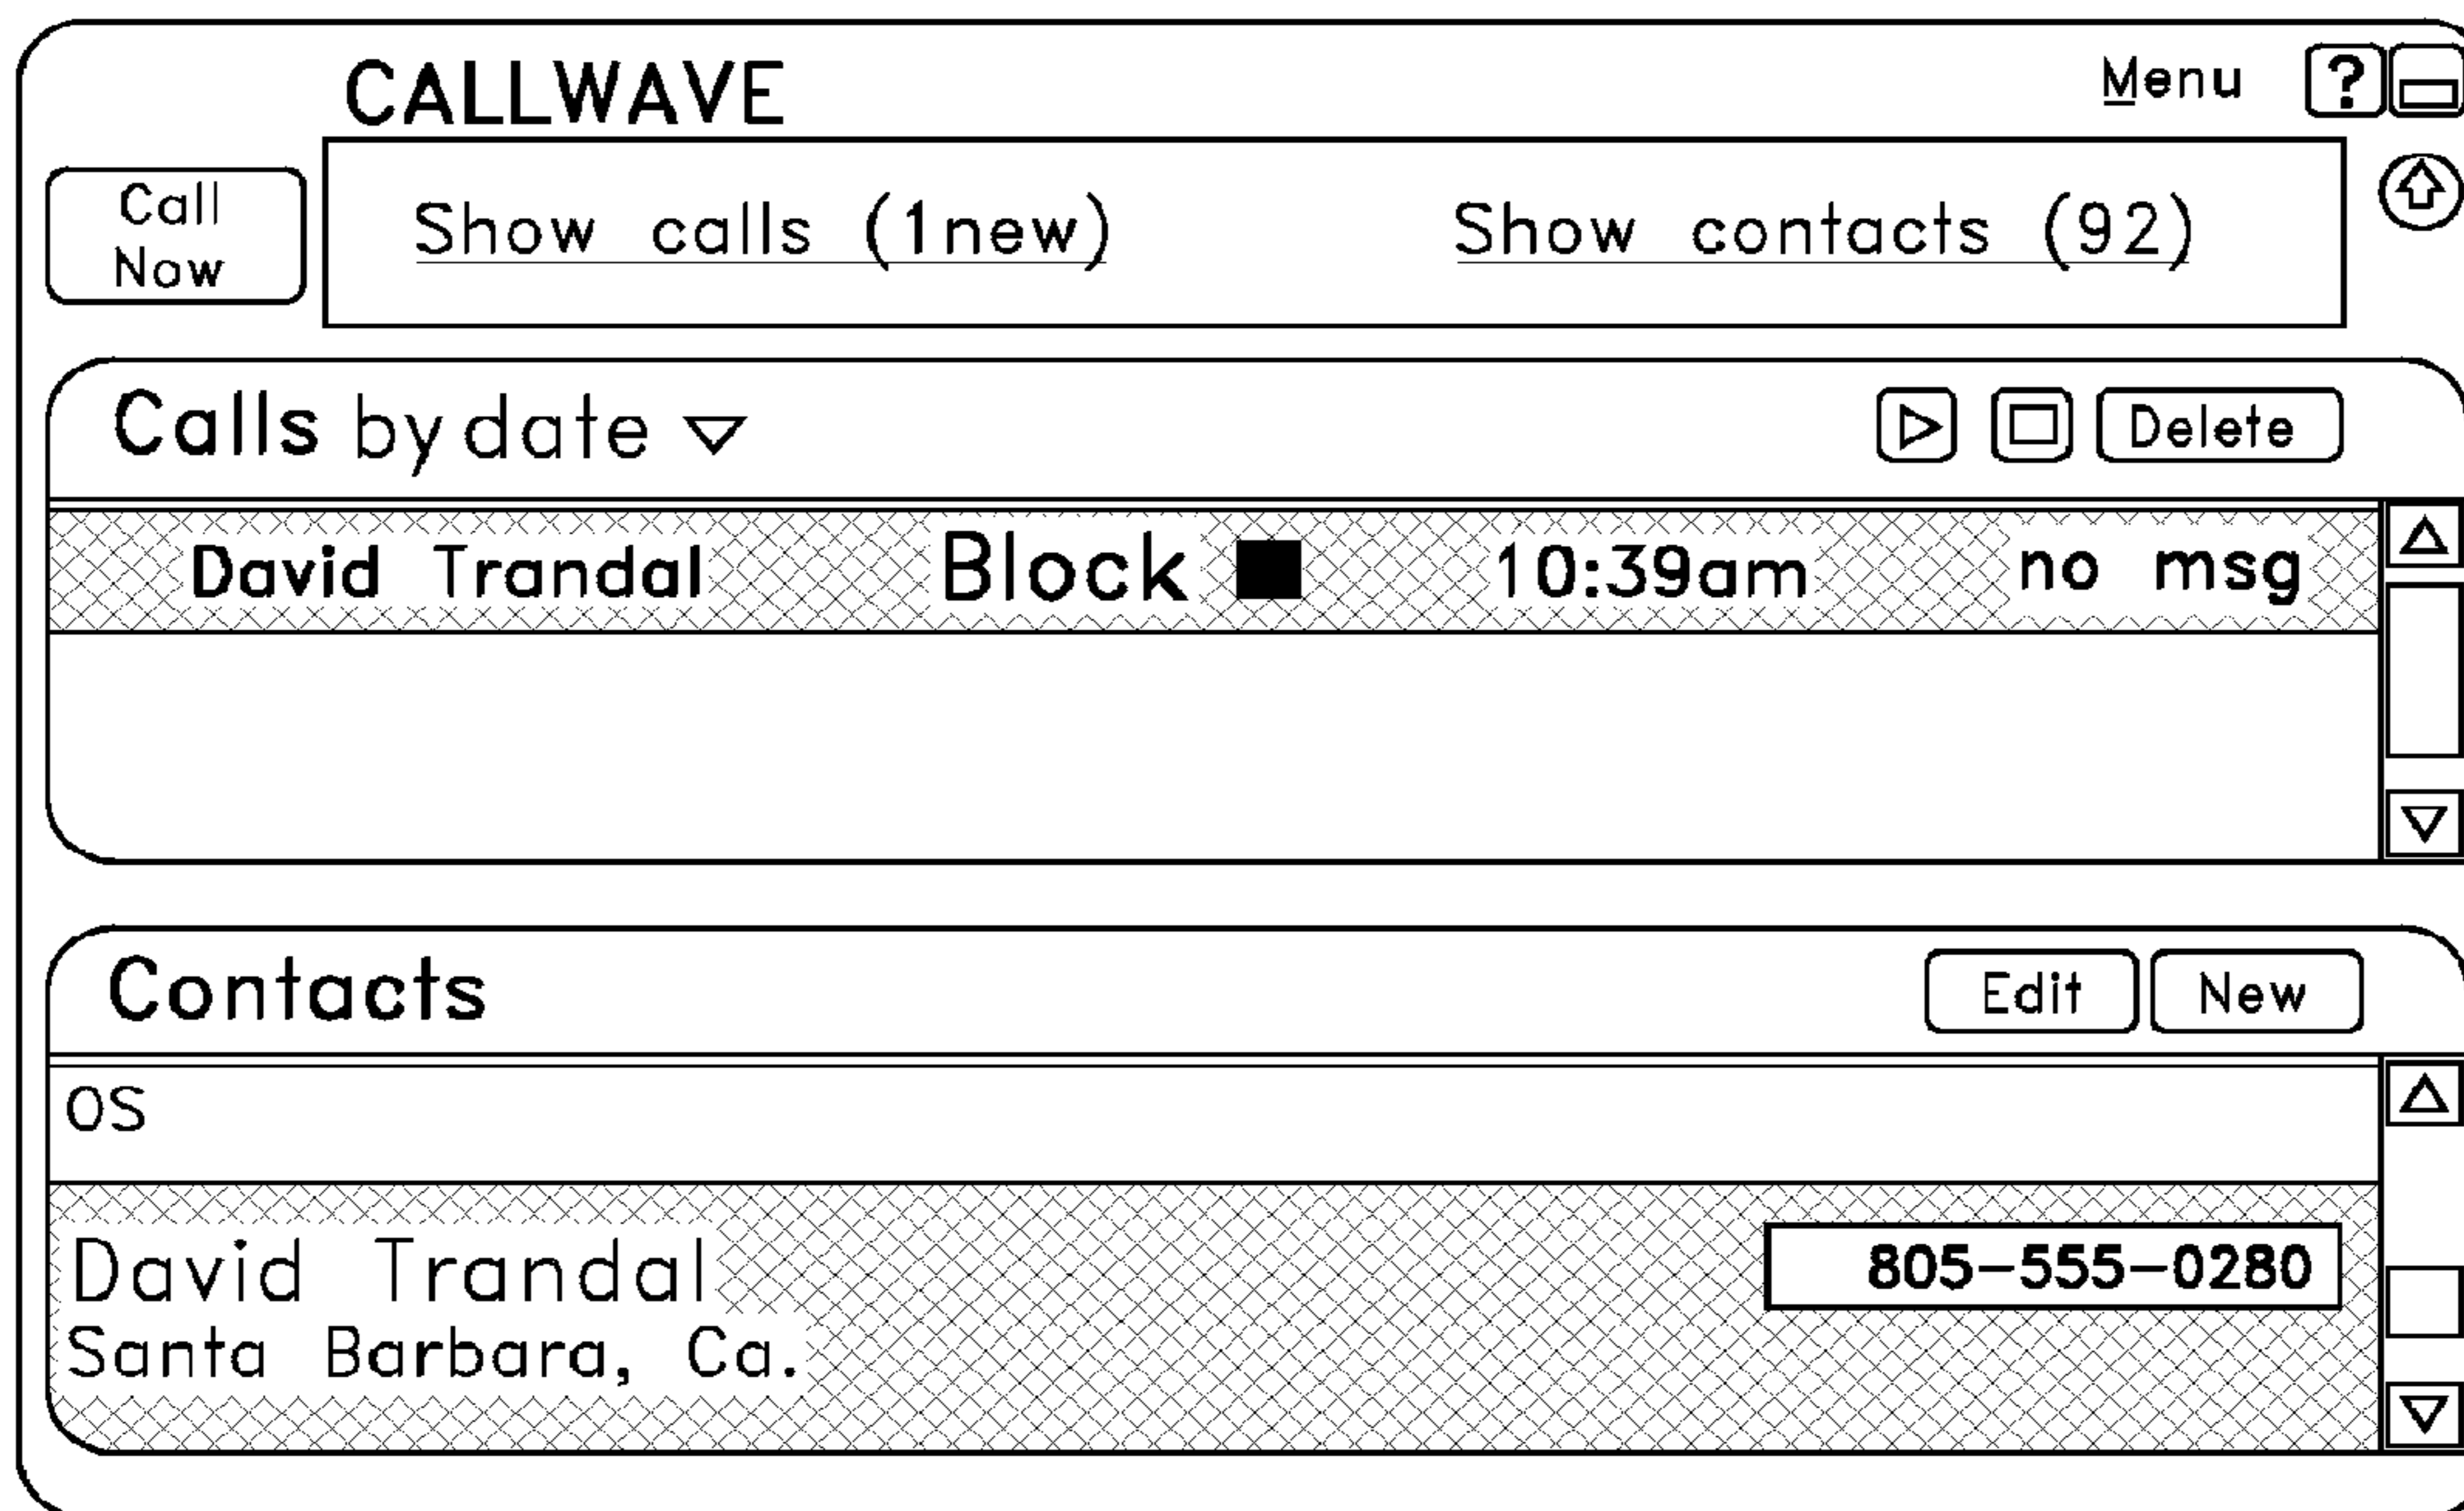 CALLWAVE Menu ?
Call
Now
Show calls (1new) Show contacts (92)
Calls by date Delete
David Trandal Block 10:39am no msg
Contacts Edit New
OS
David Trandal 805-555-0280
Santa Barbara, Ca.